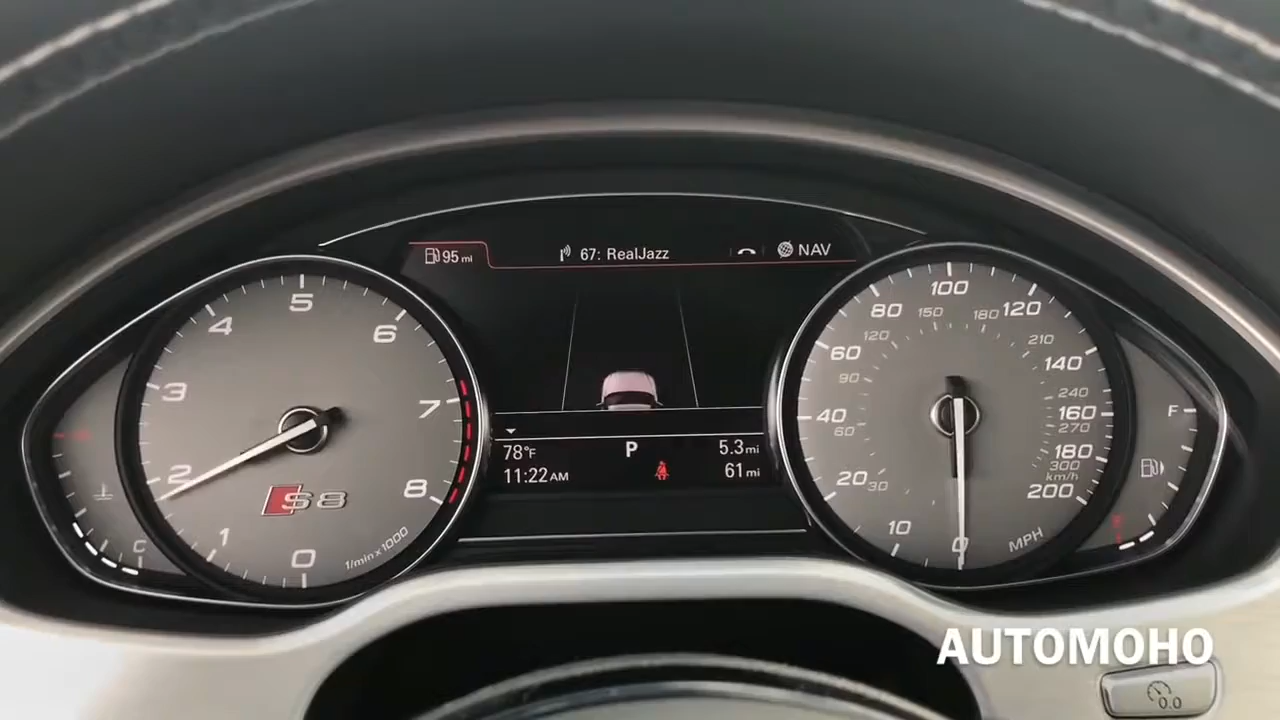 95 mi
67: RealJazz
NAV
0
1
2
3
4
5
6
7
8
S8
1/min x 1000
C
78°F
P
5.3 mi
11:22 AM
61 mi
0
10
20
40
60
80
100
120
140
160
180
200
MPH
30
60
90
120
150
180
210
240
270
300
km/h
F
AUTOMOHO
0.0